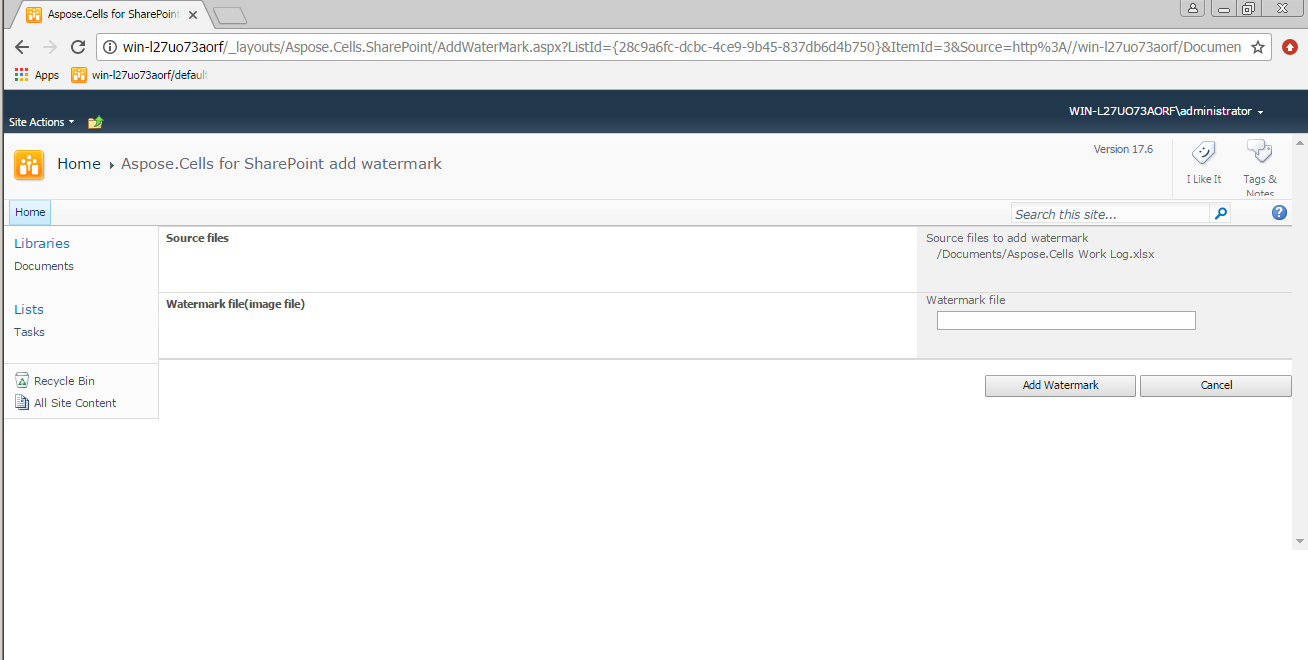 Aspose.Cells for SharePoint
win-l27uo73aorf/_layouts/Aspose.Cells.SharePoint/AddWaterMark.aspx?ListId={28c9a6fc-dcbc-4ce9-9b45-837db6d4b750}&ItemId=3&Source=http%3A//win-l27uo73aorf/Documen
Apps win-l27uo73aorf/default
WIN-L27UO73AORF\administrator
Site Actions
Version 17.6
Home Aspose.Cells for SharePoint add watermark
I Like It
Tags &
Notes
Home
Search this site...
Libraries
Documents
Lists
Tasks
Recycle Bin
All Site Content
Source files
Source files to add watermark
/Documents/Aspose.Cells Work Log.xlsx
Watermark file(image file)
Watermark file
Add Watermark
Cancel